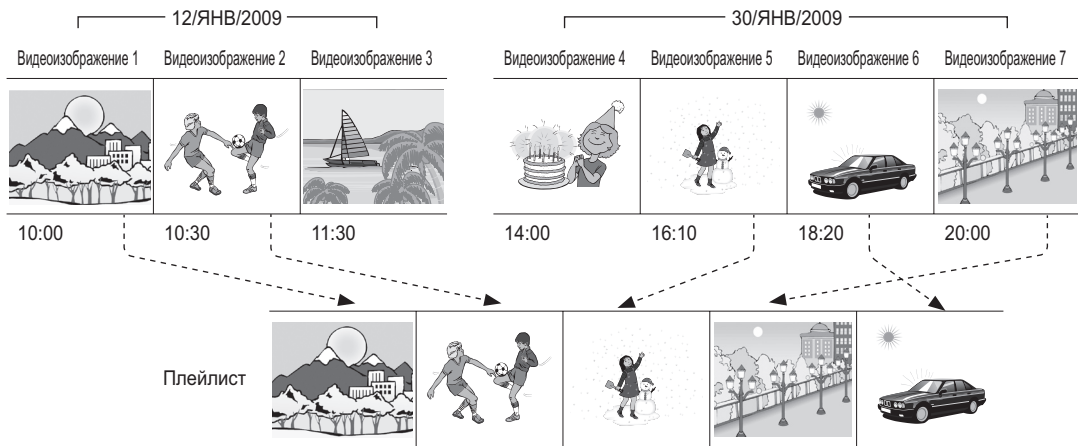 12/ЯНВ/2009 30/ЯНВ/2009
Видеоизображение 1 Видеоизображение 2 Видеоизображение 3 Видеоизображение 4 Видеоизображение 5 Видеоизображение 6 Видеоизображение 7
10:00 10:30 11:30 14:00 16:10 18:20 20:00
Плейлист